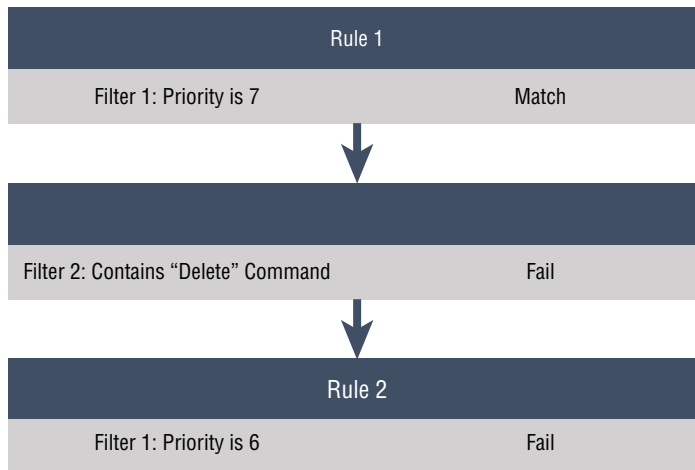 Rule 1
Filter 1: Priority is 7 Match
Filter 2: Contains “Delete” Command Fail
Rule 2
Filter 1: Priority is 6 Fail